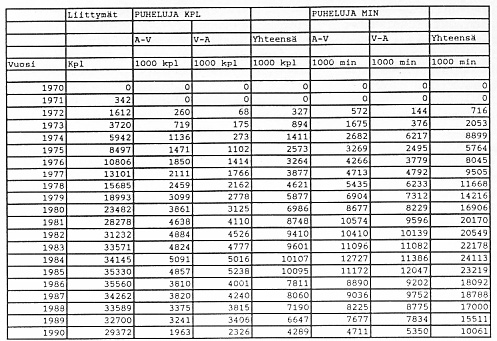 Liittymät PUHELUJA KPL PUHELUJA MIN
A-V V-A Yhteensä A-V V-A Yhteensä
Vuosi Kpl 1000 kpl 1000 kpl 1000 kpl 1000 min 1000 min 1000 min
1970 0 0 0 0 0 0 0
1971 342 0 0 0 0 0 0
1972 1612 260 68 327 572 144 716
1973 3720 719 175 894 1675 376 2053
1974 5942 1136 273 1411 2682 6217 8899
1975 8497 1471 1102 2573 3269 2495 5764
1976 10806 1850 1414 3264 4266 3779 8045
1977 13101 2111 1766 3877 4713 4792 9505
1978 15685 2459 2162 4621 5435 6233 11668
1979 18993 3099 2778 5877 6904 7312 14216
1980 23482 3861 3125 6986 8677 8229 16906
1981 28278 4638 4110 8748 10574 9596 20170
1982 31232 4884 4526 9410 10410 10139 20549
1983 33571 4824 4777 9601 11096 11082 22178
1984 34145 5091 5016 10107 12727 11386 24113
1985 35330 4857 5238 10095 11172 12047 23219
1986 35560 3810 4001 7811 8890 9202 18092
1987 34262 3820 4240 8060 9036 9752 18788
1988 33589 3375 3815 7190 8225 8775 17000
1989 32700 3241 3406 6647 7677 7834 15511
1990 29372 1963 2326 4289 4711 5350 10061